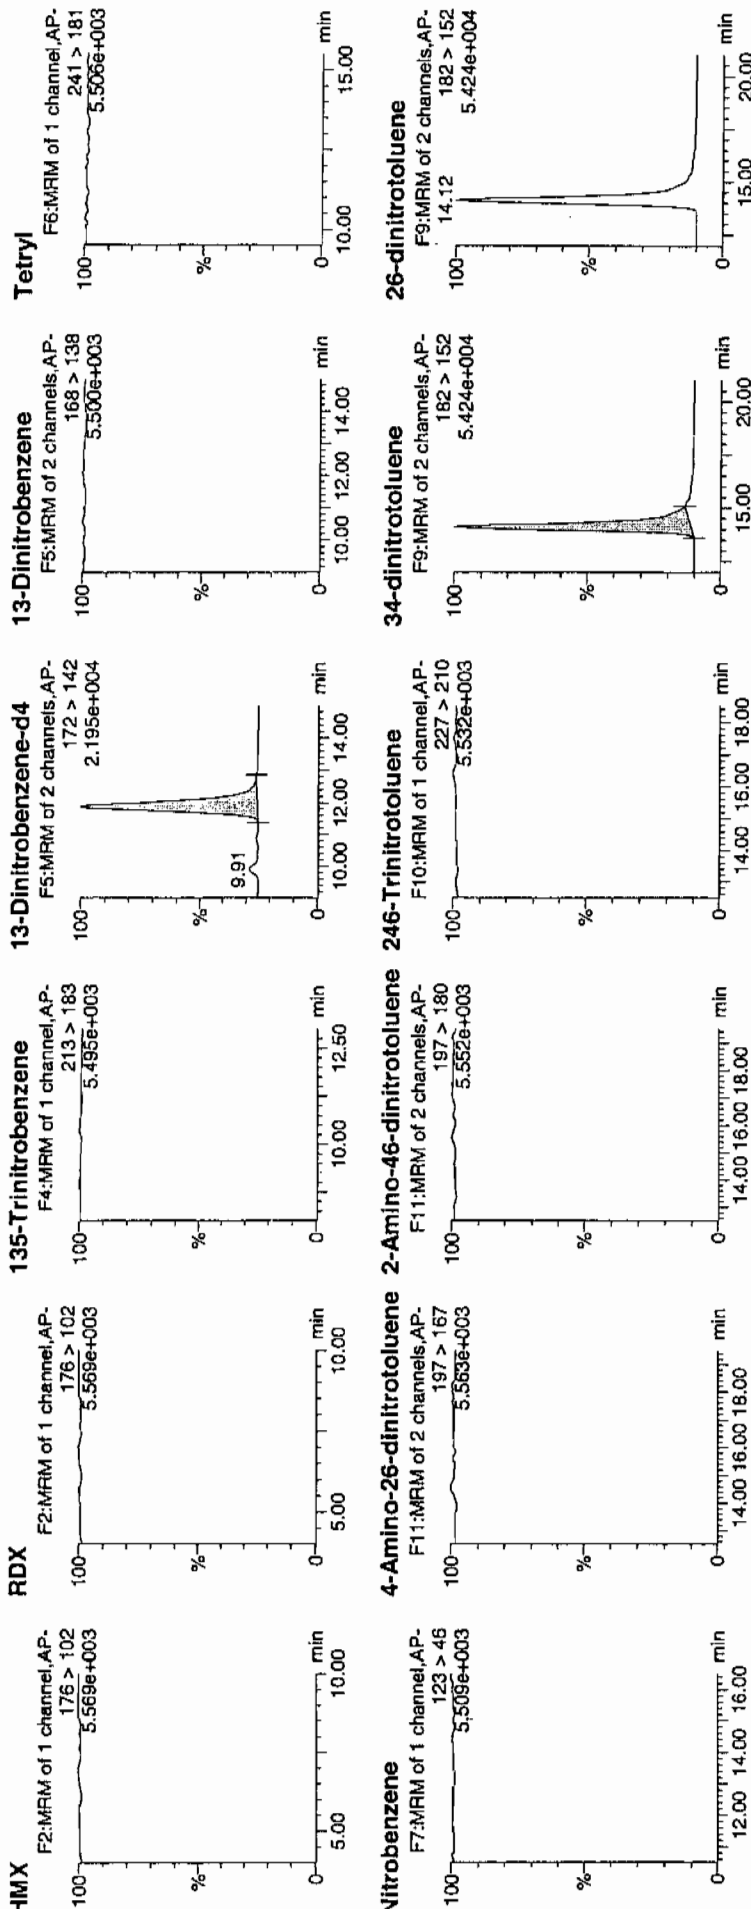 HMX
F2:MRM of 1 channel,AP-
176 > 102
5.569e+003
100
%
0
5.00 10.00
min
RDX
F2:MRM of 1 channel,AP-
176 > 102
5.569e+003
100
%
0
5.00 10.00
min
135-Trinitrobenzene
F4:MRM of 1 channel,AP-
213 > 183
5.495e+003
100
%
0
10.00 12.50
min
13-Dinitrobenzene-d4
F5:MRM of 2 channels,AP-
172 > 142
2.195e+004
100
%
9.91
0
10.00 12.00 14.00
min
13-Dinitrobenzene
F5:MRM of 2 channels,AP-
168 > 138
5.500e+003
100
%
0
10.00 12.00 14.00
min
Tetryl
F6:MRM of 1 channel,AP-
241 > 181
5.506e+003
100
%
0
10.00 15.00
min
Nitrobenzene
F7:MRM of 1 channel,AP-
123 > 46
5.509e+003
100
%
0
12.00 14.00 16.00
min
4-Amino-26-dinitrotoluene
F11:MRM of 2 channels,AP-
197 > 167
5.563e+003
100
%
0
14.00 16.00 18.00
min
2-Amino-46-dinitrotoluene
F11:MRM of 2 channels,AP-
197 > 180
5.552e+003
100
%
0
14.00 16.00 18.00
min
246-Trinitrotoluene
F10:MRM of 1 channel,AP-
227 > 210
5.532e+003
100
%
0
14.00 16.00 18.00
min
34-dinitrotoluene
F9:MRM of 2 channels,AP-
182 > 152
5.424e+004
100
%
0
15.00 20.00
min
26-dinitrotoluene
F9:MRM of 2 channels,AP-
14.12
182 > 152
5.424e+004
100
%
0
15.00 20.00
min